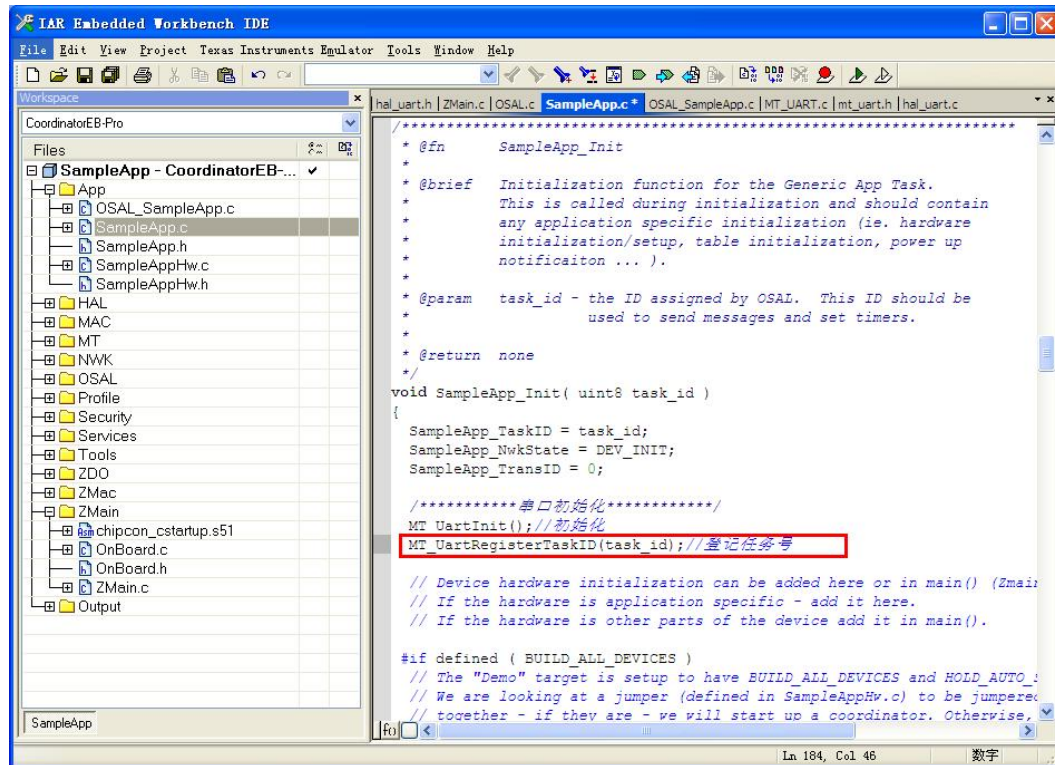 IAR Embedded Workbench IDE
File Edit View Project Texas Instruments Emulator Tools Window Help
Workspace
hal_uart.h | ZMain.c | OSAL.c SampleApp.c * OSAL_SampleApp.c | MT_UART.c | mt_uart.h | hal_uart.c
CoordinatorEB-Pro
Files
SampleApp - CoordinatorEB-...
App
OSAL_SampleApp.c
SampleApp.c
SampleApp.h
SampleAppHw.c
SampleAppHw.h
HAL
MAC
MT
NWK
OSAL
Profile
Security
Services
Tools
ZDO
ZMac
ZMain
chipcon_cstartup.s51
OnBoard.c
OnBoard.h
ZMain.c
Output
SampleApp
/*********************************************************************
* @fn SampleApp_Init
*
* @brief Initialization function for the Generic App Task.
* This is called during initialization and should contain
* any application specific initialization (ie. hardware
* initialization/setup, table initialization, power up
* notificaiton ... ).
*
* @param task_id - the ID assigned by OSAL. This ID should be
* used to send messages and set timers.
*
* @return none
*/
void SampleApp_Init( uint8 task_id )
{
SampleApp_TaskID = task_id;
SampleApp_NwkState = DEV_INIT;
SampleApp_TransID = 0;
/***********串口初始化************/
MT_UartInit();//初始化
MT_UartRegisterTaskID(task_id);//登记任务号
// Device hardware initialization can be added here or in main() (Zmain
// If the hardware is application specific - add it here.
// If the hardware is other parts of the device add it in main().
#if defined ( BUILD_ALL_DEVICES )
// The "Demo" target is setup to have BUILD_ALL_DEVICES and HOLD_AUTO_
// We are looking at a jumper (defined in SampleAppHw.c) to be jumpered
// together - if they are - we will start up a coordinator. Otherwise,
fo
Ln 184, Col 46 数字